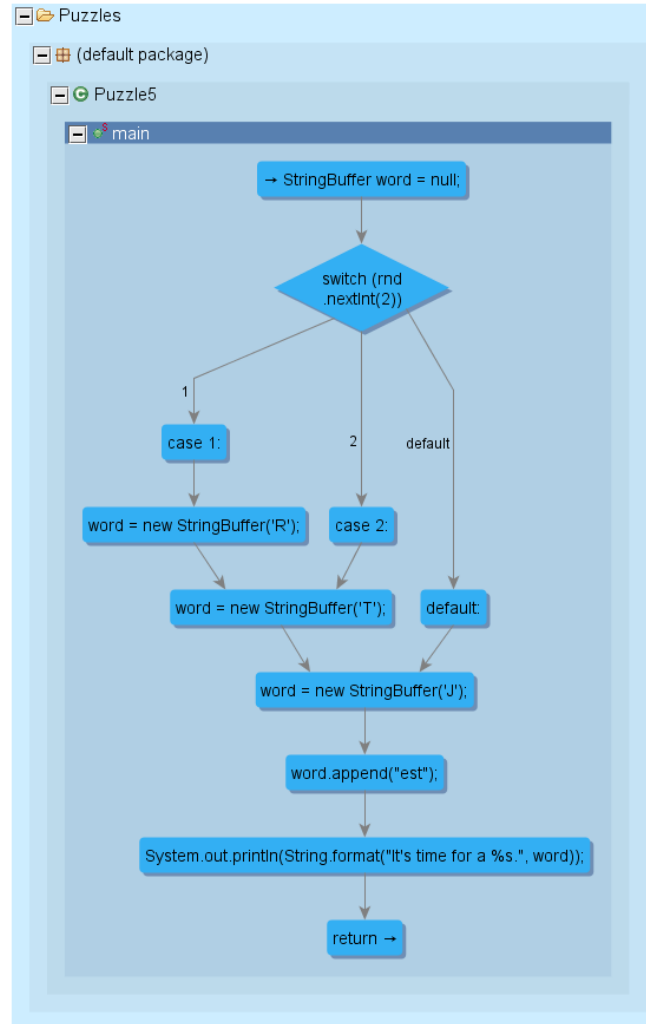 Puzzles
(default package)
Puzzle5
main
→ StringBuffer word = null;
switch (rnd
.nextInt(2))
1
2
default
case 1:
word = new StringBuffer('R');
case 2:
word = new StringBuffer('T');
default:
word = new StringBuffer('J');
word.append("est");
System.out.println(String.format("It's time for a %s.", word));
return →